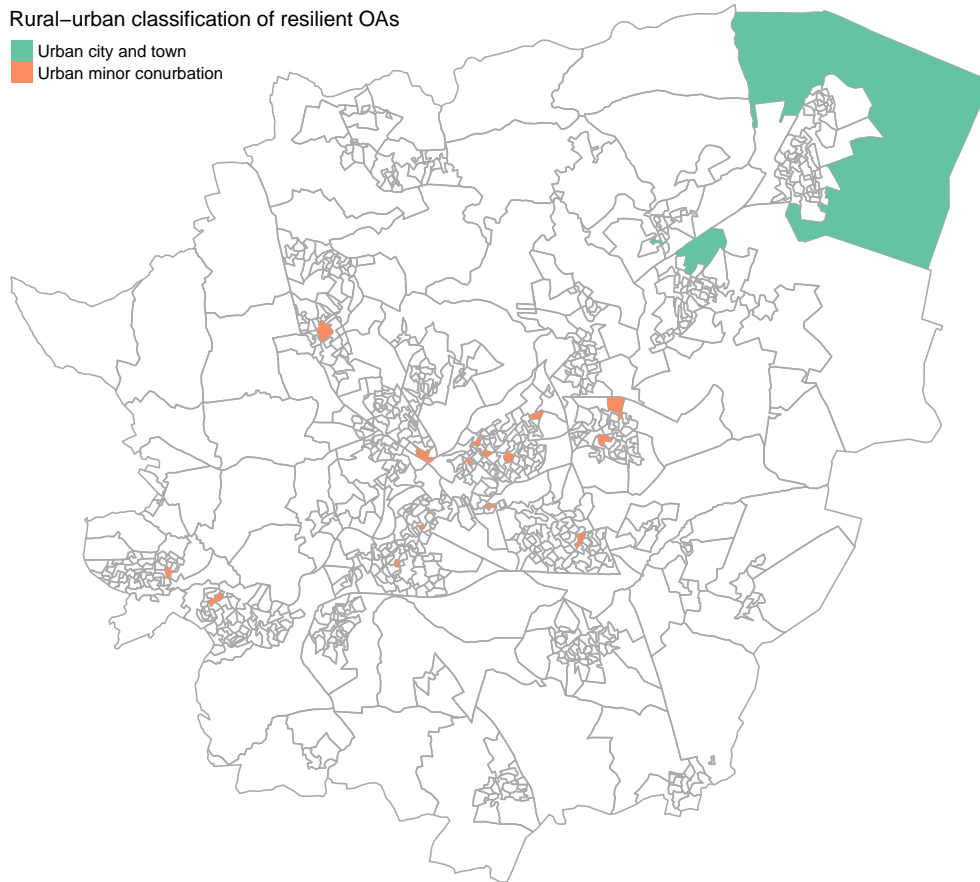 Rural−urban classification of resilient OAs
Urban city and town
Urban minor conurbation